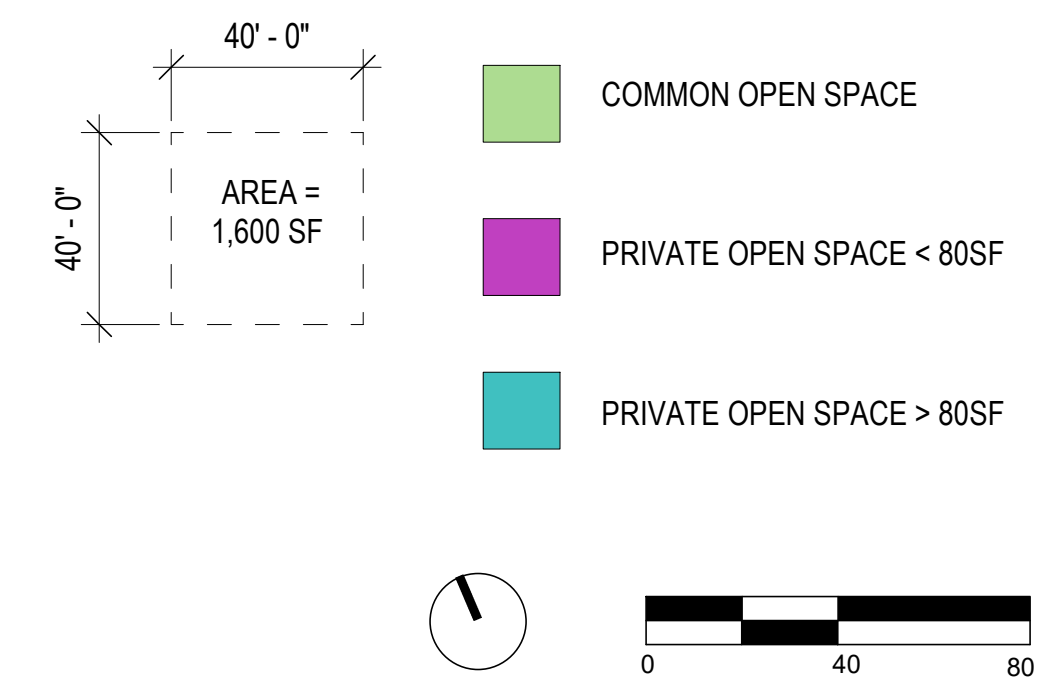 40' - 0"
COMMON OPEN SPACE
40' - 0"
AREA =
1,600 SF
PRIVATE OPEN SPACE < 80SF
PRIVATE OPEN SPACE > 80SF
0 40 80